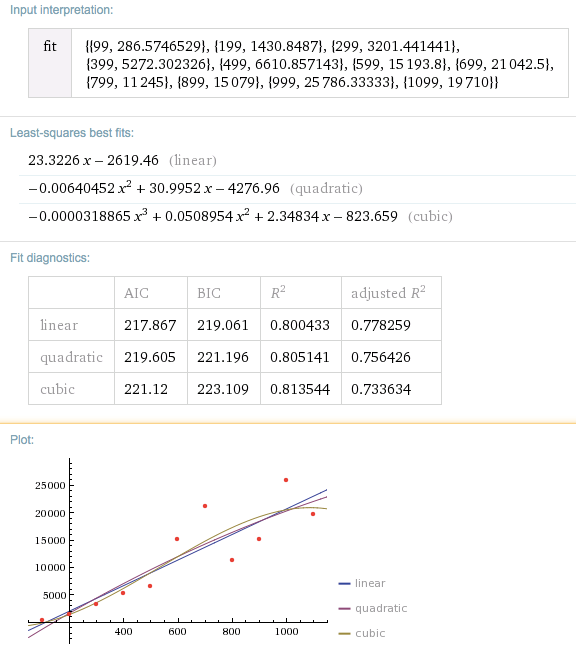 Input interpretation:
fit
{{99, 286.5746529}, {199, 1430.8487}, {299, 3201.441441},
{399, 5272.302326}, {499, 6610.857143}, {599, 15 193.8}, {699, 21 042.5},
{799, 11 245}, {899, 15 079}, {999, 25 786.33333}, {1099, 19 710}}
Least-squares best fits:
23.3226 x − 2619.46 (linear)
−0.00640452 x² + 30.9952 x − 4276.96 (quadratic)
−0.0000318865 x³ + 0.0508954 x² + 2.34834 x − 823.659 (cubic)
Fit diagnostics:
AIC BIC R² adjusted R²
linear 217.867 219.061 0.800433 0.778259
quadratic 219.605 221.196 0.805141 0.756426
cubic 221.12 223.109 0.813544 0.733634
Plot:
25000
20000
15000
10000
5000
400 600 800 1000
linear
quadratic
cubic